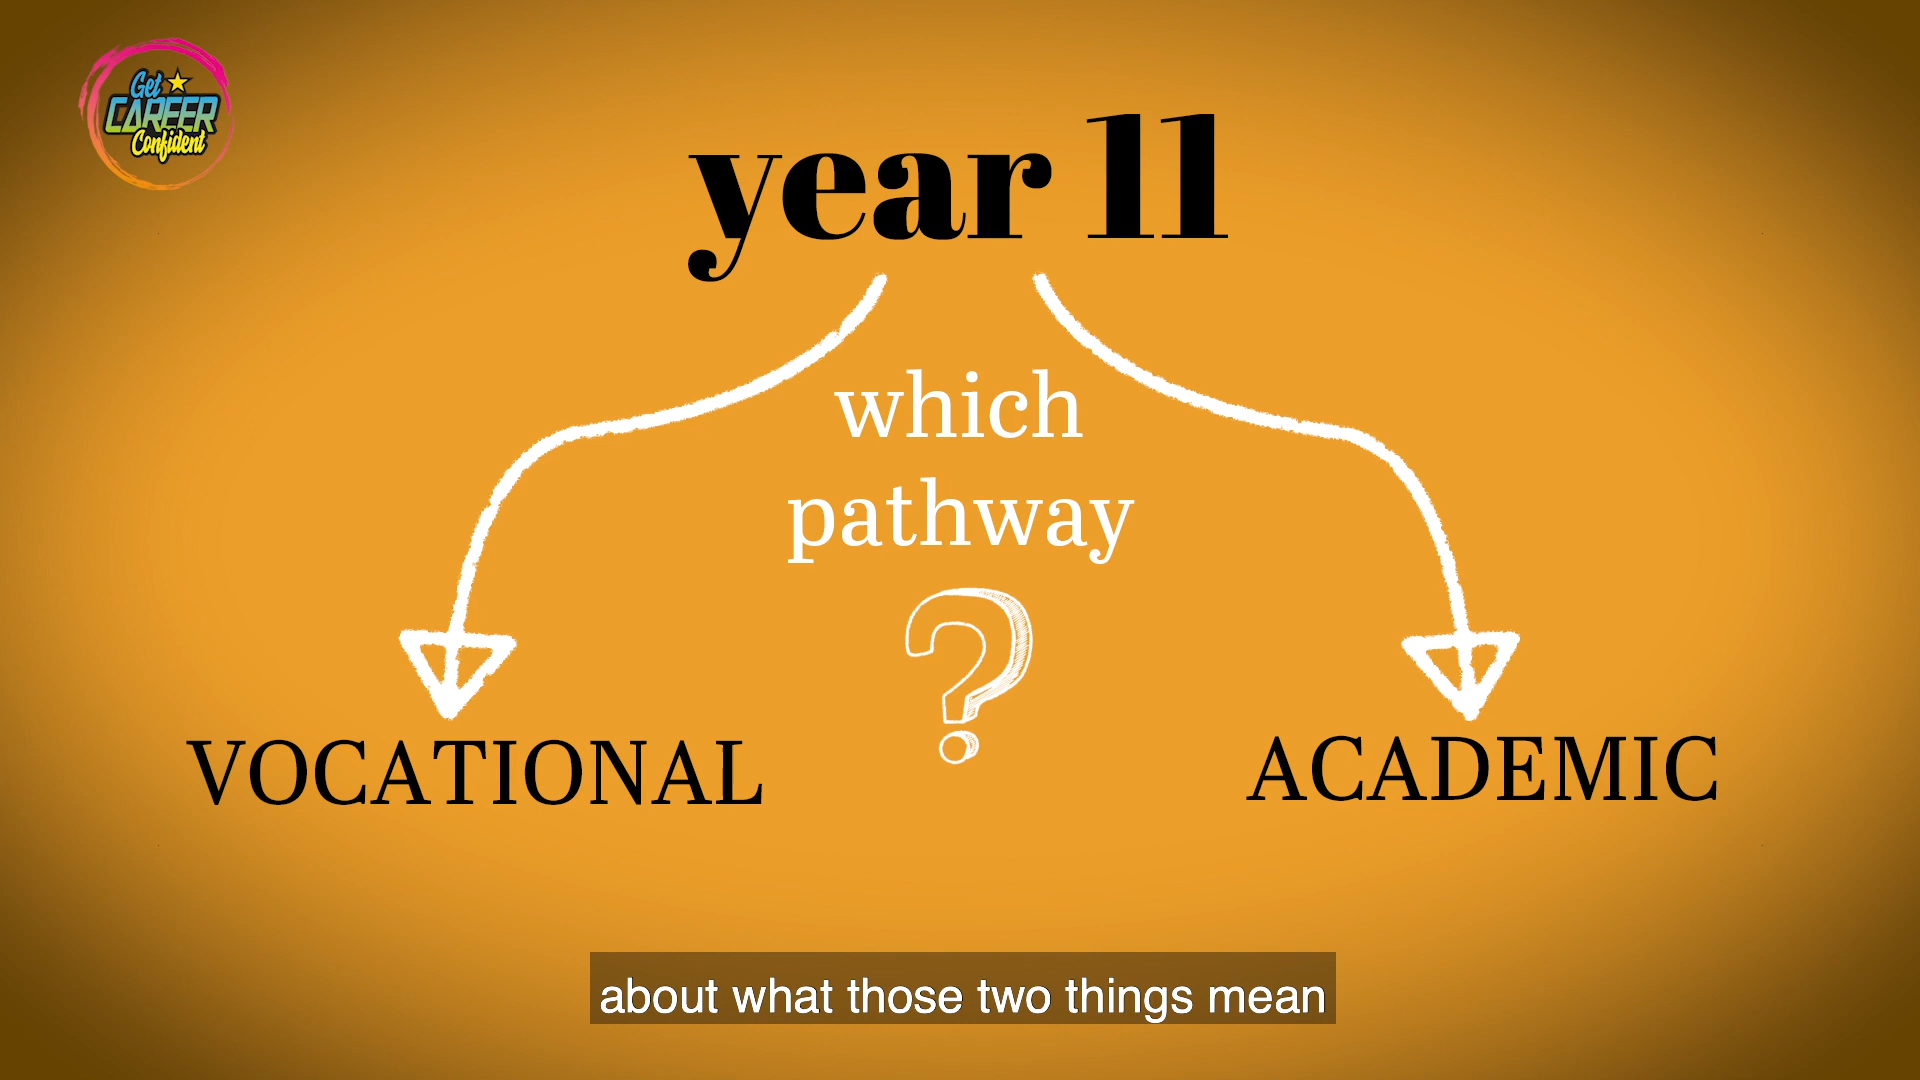 Get
CAREER
Confident
year 11
which
pathway
?
VOCATIONAL
ACADEMIC
about what those two things mean